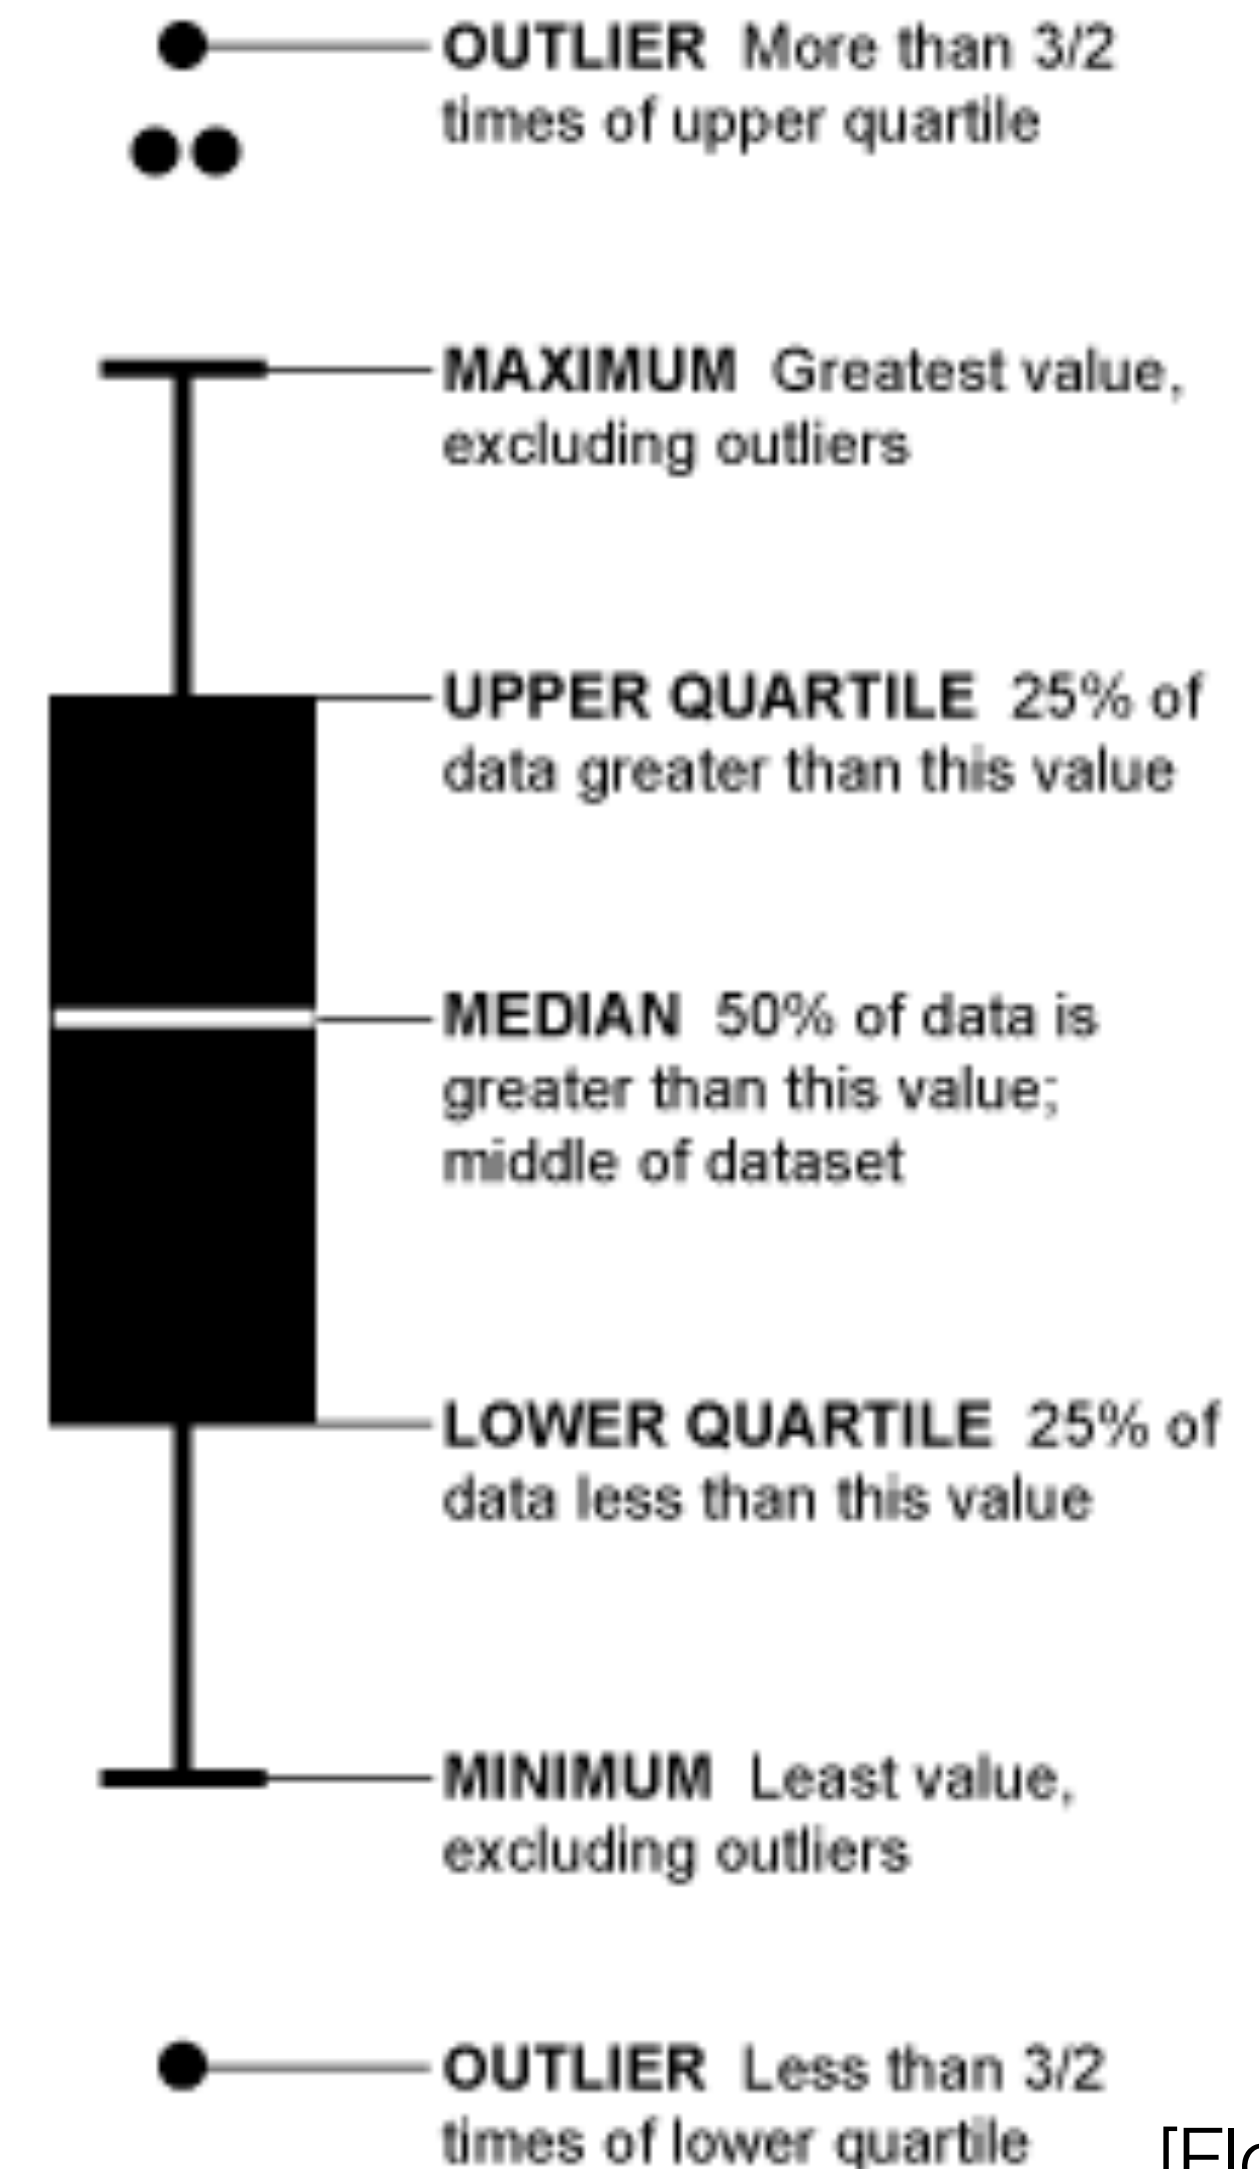 OUTLIER More than 3/2
times of upper quartile
MAXIMUM Greatest value,
excluding outliers
UPPER QUARTILE 25% of
data greater than this value
MEDIAN 50% of data is
greater than this value;
middle of dataset
LOWER QUARTILE 25% of
data less than this value
MINIMUM Least value,
excluding outliers
OUTLIER Less than 3/2
times of lower quartile